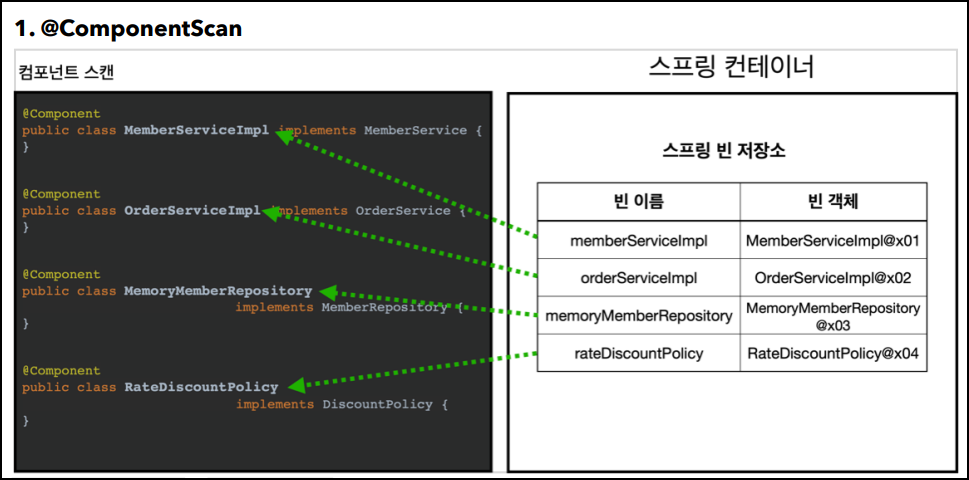 1. @ComponentScan
컴포넌트 스캔
@Component
public class MemberServiceImpl implements MemberService {
}
@Component
public class OrderServiceImpl implements OrderService {
}
@Component
public class MemoryMemberRepository
implements MemberRepository {
}
@Component
public class RateDiscountPolicy
implements DiscountPolicy {
}
스프링 컨테이너
스프링 빈 저장소
빈 이름 빈 객체
memberServiceImpl MemberServiceImpl@x01
orderServiceImpl OrderServiceImpl@x02
memoryMemberRepository MemoryMemberRepository
@x03
rateDiscountPolicy RateDiscountPolicy@x04